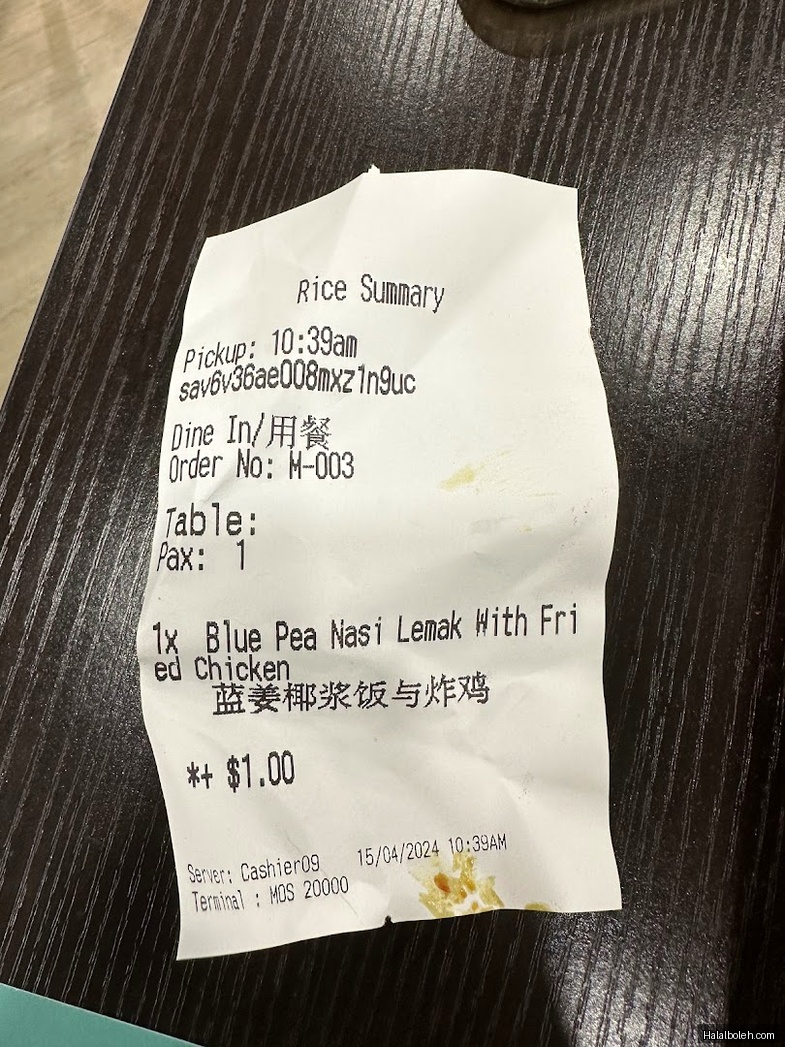 Rice Summary
Pickup: 10:39am
sav6v36ae008mxz1n9uc
Dine In/用餐
Order No: M-003
Table:
Pax: 1
1x Blue Pea Nasi Lemak With Fri
ed Chicken
蓝姜椰浆饭与炸鸡
*+ $1.00
Server: Cashier09 15/04/2024 10:39AM
Terminal : MOS 20000
Halalboleh.com